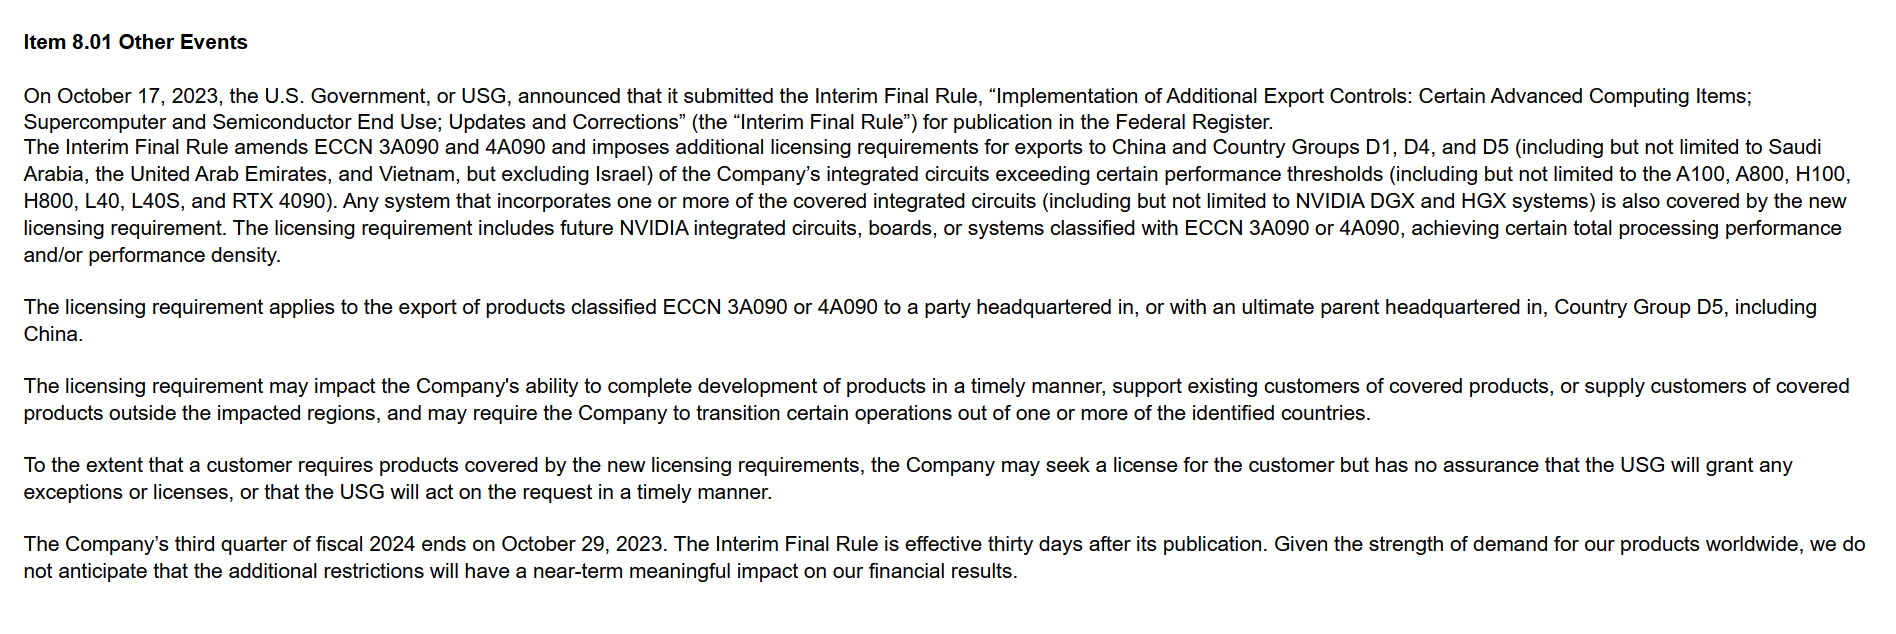 Item 8.01 Other Events
On October 17, 2023, the U.S. Government, or USG, announced that it submitted the Interim Final Rule, “Implementation of Additional Export Controls: Certain Advanced Computing Items;
Supercomputer and Semiconductor End Use; Updates and Corrections” (the “Interim Final Rule”) for publication in the Federal Register.
The Interim Final Rule amends ECCN 3A090 and 4A090 and imposes additional licensing requirements for exports to China and Country Groups D1, D4, and D5 (including but not limited to Saudi
Arabia, the United Arab Emirates, and Vietnam, but excluding Israel) of the Company’s integrated circuits exceeding certain performance thresholds (including but not limited to the A100, A800, H100,
H800, L40, L40S, and RTX 4090). Any system that incorporates one or more of the covered integrated circuits (including but not limited to NVIDIA DGX and HGX systems) is also covered by the new
licensing requirement. The licensing requirement includes future NVIDIA integrated circuits, boards, or systems classified with ECCN 3A090 or 4A090, achieving certain total processing performance
and/or performance density.
The licensing requirement applies to the export of products classified ECCN 3A090 or 4A090 to a party headquartered in, or with an ultimate parent headquartered in, Country Group D5, including
China.
The licensing requirement may impact the Company's ability to complete development of products in a timely manner, support existing customers of covered products, or supply customers of covered
products outside the impacted regions, and may require the Company to transition certain operations out of one or more of the identified countries.
To the extent that a customer requires products covered by the new licensing requirements, the Company may seek a license for the customer but has no assurance that the USG will grant any
exceptions or licenses, or that the USG will act on the request in a timely manner.
The Company’s third quarter of fiscal 2024 ends on October 29, 2023. The Interim Final Rule is effective thirty days after its publication. Given the strength of demand for our products worldwide, we do
not anticipate that the additional restrictions will have a near-term meaningful impact on our financial results.